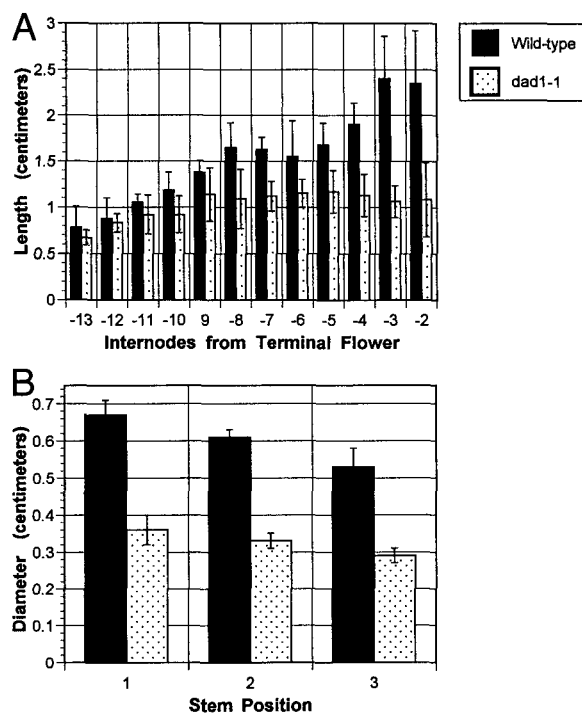 A
Wild-type
dad1-1
Length (centimeters)
3
2.5
2
1.5
1
0.5
0
-13 -12 -11 -10 9 -8 -7 -6 -5 -4 -3 -2
Internodes from Terminal Flower
B
Diameter (centimeters)
0.7
0.6
0.5
0.4
0.3
0.2
0.1
0
1 2 3
Stem Position